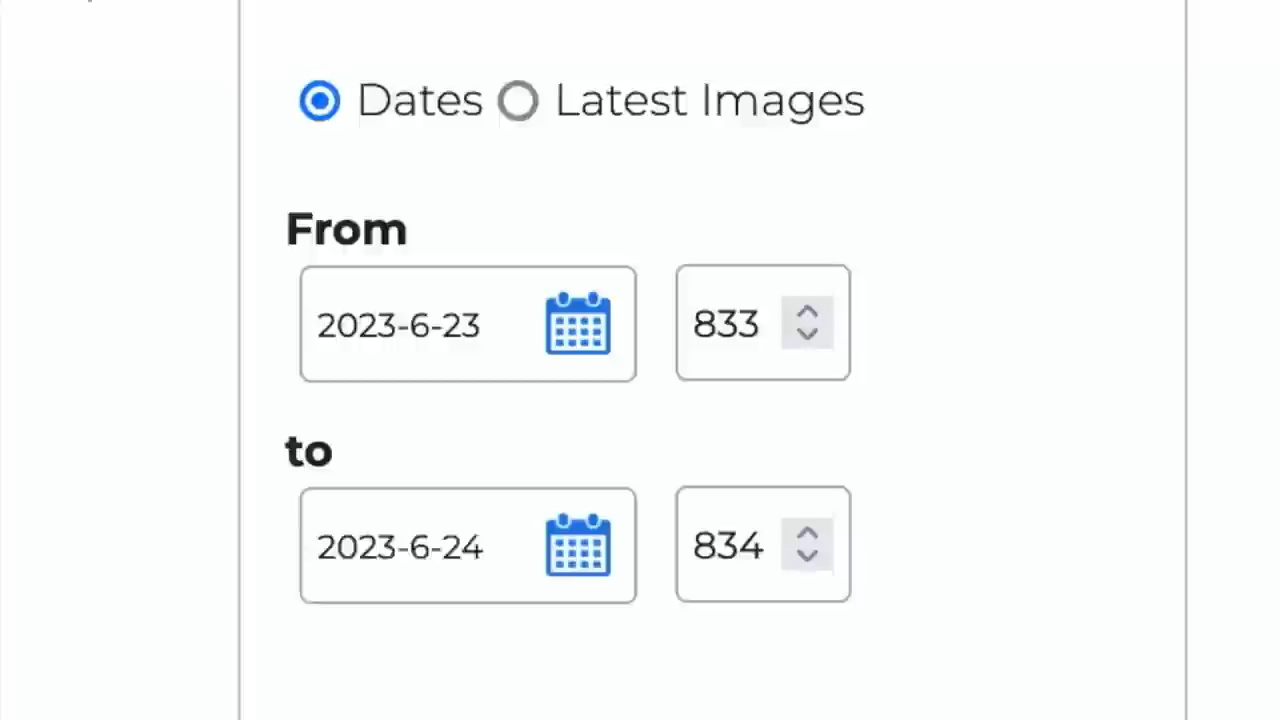 Dates Latest Images
From
2023-6-23 833
to
2023-6-24 834